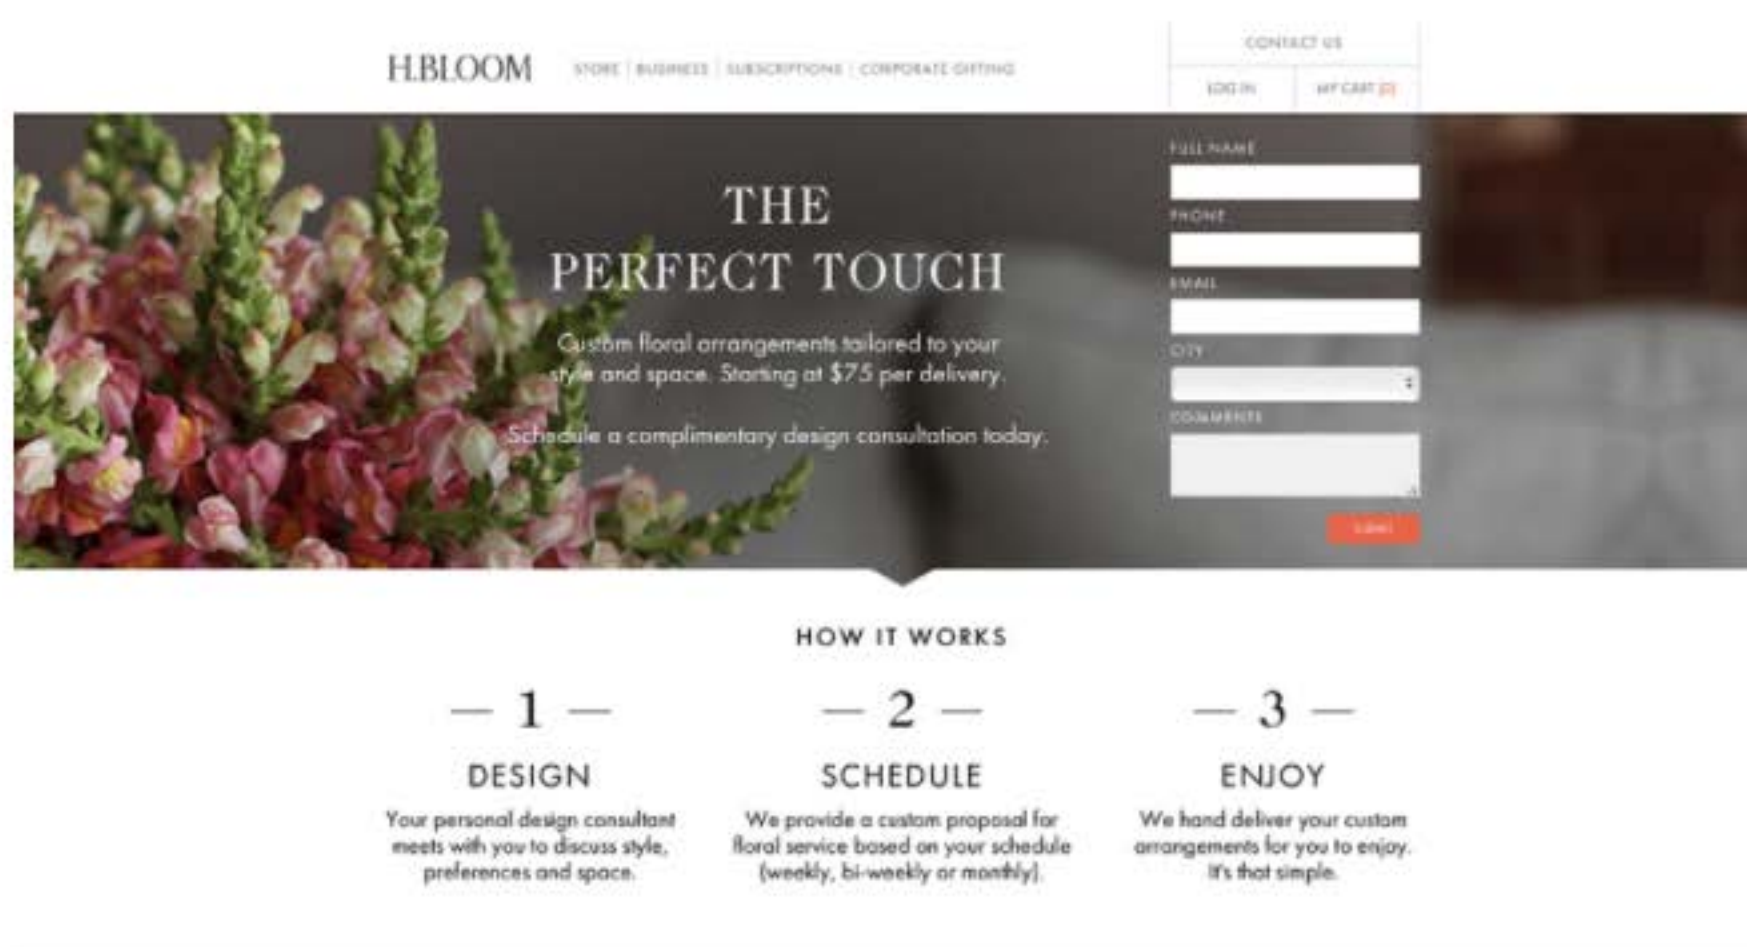 H.BLOOM
STORE | BUSINESS | SUBSCRIPTIONS | CORPORATE GIFTING
CONTACT US
LOG IN
MY CART (0)
THE
PERFECT TOUCH
Custom floral arrangements tailored to your
style and space. Starting at $75 per delivery.
Schedule a complimentary design consultation today.
FULL NAME
PHONE
EMAIL
CITY
COMMENTS
Submit
HOW IT WORKS
— 1 —
DESIGN
Your personal design consultant
meets with you to discuss style,
preferences and space.
— 2 —
SCHEDULE
We provide a custom proposal for
floral service based on your schedule
(weekly, bi-weekly or monthly).
— 3 —
ENJOY
We hand deliver your custom
arrangements for you to enjoy.
It's that simple.